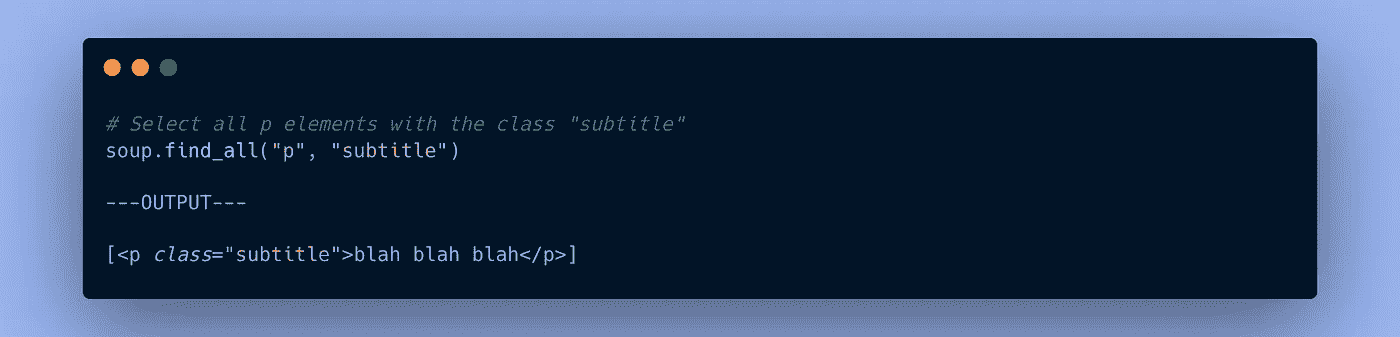 # Select all p elements with the class "subtitle"
soup.find_all("p", "subtitle")
---OUTPUT---
[<p class="subtitle">blah blah blah</p>]